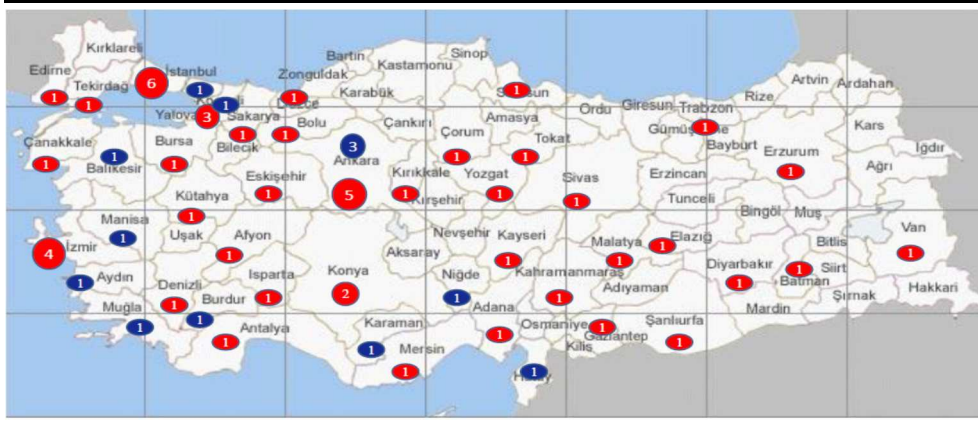 Kırklareli
Edirne
Tekirdağ
1
1
6
İstanbul
1
1
3
Yalova
Sakarya
1
Zonguldak
1
Bartın
Kastamonu
Sinop
Karabük
1
Ordu
Giresun
Trabzon
1
Rize
Artvin
Ardahan
Kars
Iğdır
Çanakkale
1
1
Balıkesir
Bursa
1
Bilecik
1
Bolu
Çankırı
3
Ankara
5
Çorum
1
Amasya
1
Tokat
Bayburt
Erzurum
1
Ağrı
Eskişehir
1
Kütahya
1
Kırıkkale
1
Kırşehir
Yozgat
1
Sivas
1
Erzincan
Tunceli
Bingöl
Muş
Van
1
Manisa
1
4
İzmir
Uşak
Afyon
1
Aksaray
Nevşehir
Kayseri
1
Malatya
1
1
Elazığ
Bitlis
Aydın
1
Denizli
1
Isparta
1
Konya
2
Niğde
1
Kahramanmaraş
1
Adıyaman
Diyarbakır
1
1
Batman
Siirt
Şırnak
Hakkari
Muğla
1
Burdur
1
Antalya
1
Karaman
1
Mersin
1
Adana
1
Osmaniye
1
Gaziantep
Kilis
Şanlıurfa
1
Mardin
1